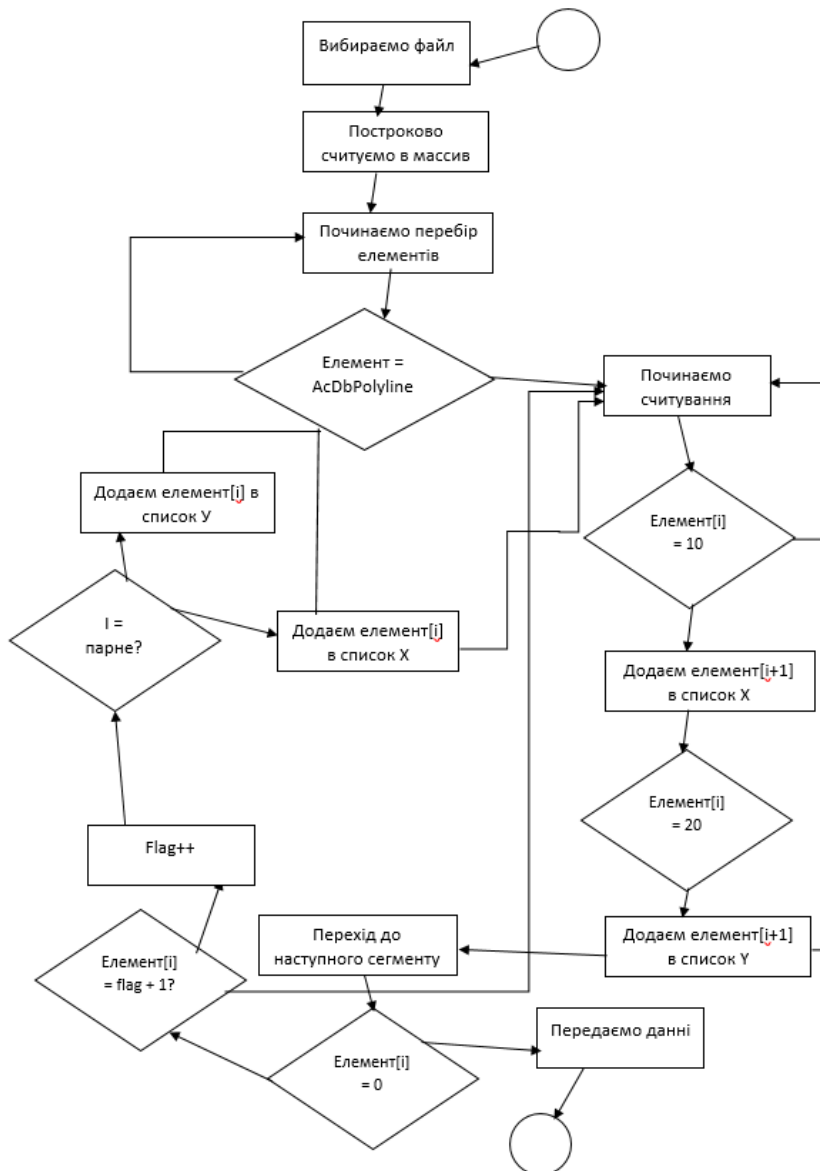 Вибираємо файл
Построково
считуємо в массив
Починаємо перебір
елементів
Елемент =
AcDbPolyline
Починаємо
считування
Додаєм елемент[i] в
список У
Елемент[i]
= 10
I =
парне?
Додаєм елемент[i]
в список X
Додаєм елемент[i+1]
в список X
Елемент[i]
= 20
Flag++
Перехід до
наступного сегменту
Додаєм елемент[i+1]
в список Y
Елемент[i]
= flag + 1?
Передаємо данні
Елемент[i]
= 0